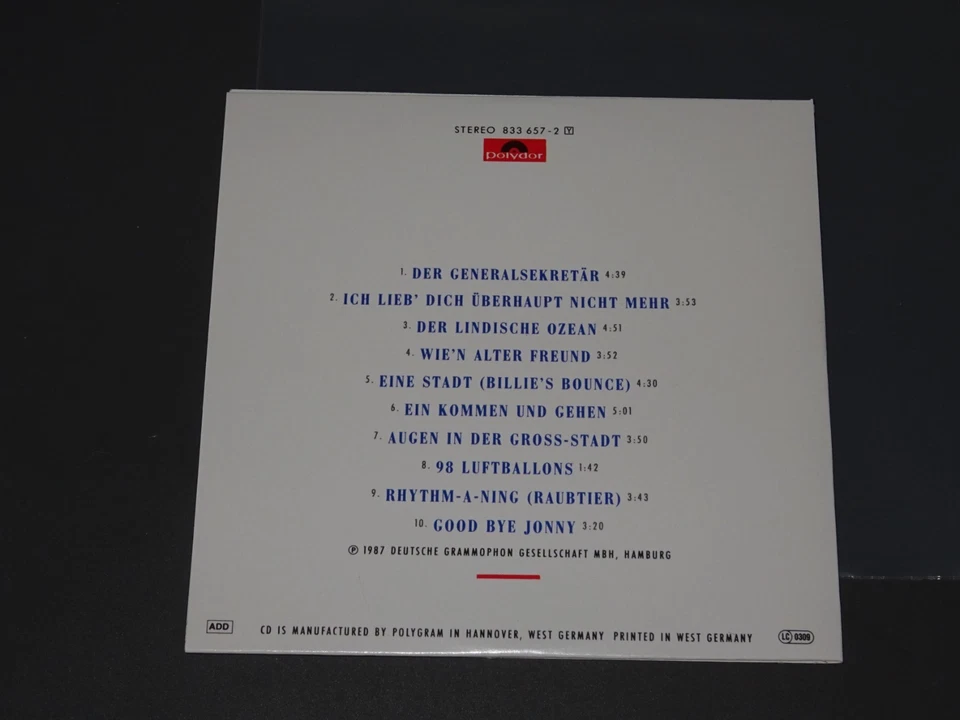 STEREO 833 657-2 Y
polydor
1. DER GENERALSEKRETÄR 4:39
2. ICH LIEB' DICH ÜBERHAUPT NICHT MEHR 3:53
3. DER LINDISCHE OZEAN 4:51
4. WIE'N ALTER FREUND 3:52
5. EINE STADT (BILLIE'S BOUNCE) 4:30
6. EIN KOMMEN UND GEHEN 5:01
7. AUGEN IN DER GROSS-STADT 3:50
8. 98 LUFTBALLONS 1:42
9. RHYTHM-A-NING (RAUBTIER) 3:43
10. GOOD BYE JONNY 3:20
℗ 1987 DEUTSCHE GRAMMOPHON GESELLSCHAFT MBH, HAMBURG
ADD CD IS MANUFACTURED BY POLYGRAM IN HANNOVER, WEST GERMANY PRINTED IN WEST GERMANY LC 0309